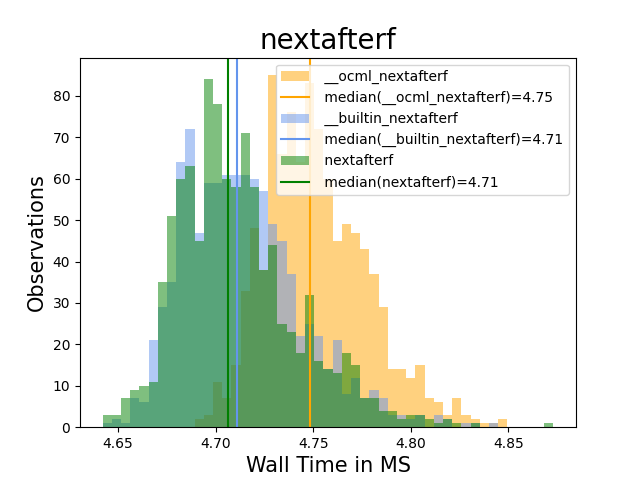 nextafterf
__ocml_nextafterf
median(__ocml_nextafterf)=4.75
__builtin_nextafterf
median(__builtin_nextafterf)=4.71
nextafterf
median(nextafterf)=4.71
Observations
80
70
60
50
40
30
20
10
0
4.65 4.70 4.75 4.80 4.85
Wall Time in MS